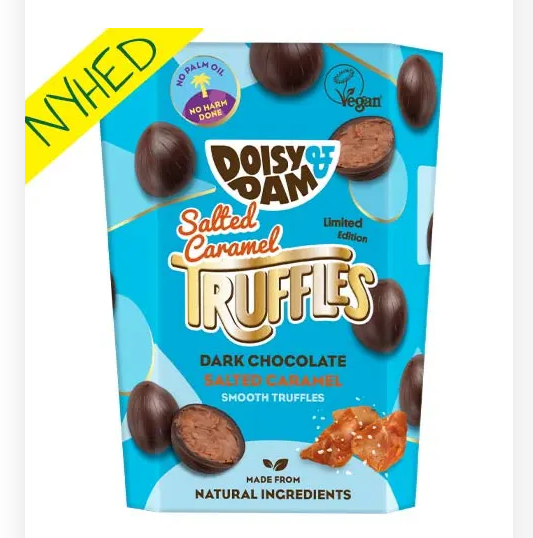 NYHED
NO PALM OIL
NO HARM
DONE
Vegan
DOISY &
DAM
Salted
Caramel
Limited
Edition
TRUFFLES
DARK CHOCOLATE
SALTED CARAMEL
SMOOTH TRUFFLES
MADE FROM
NATURAL INGREDIENTS